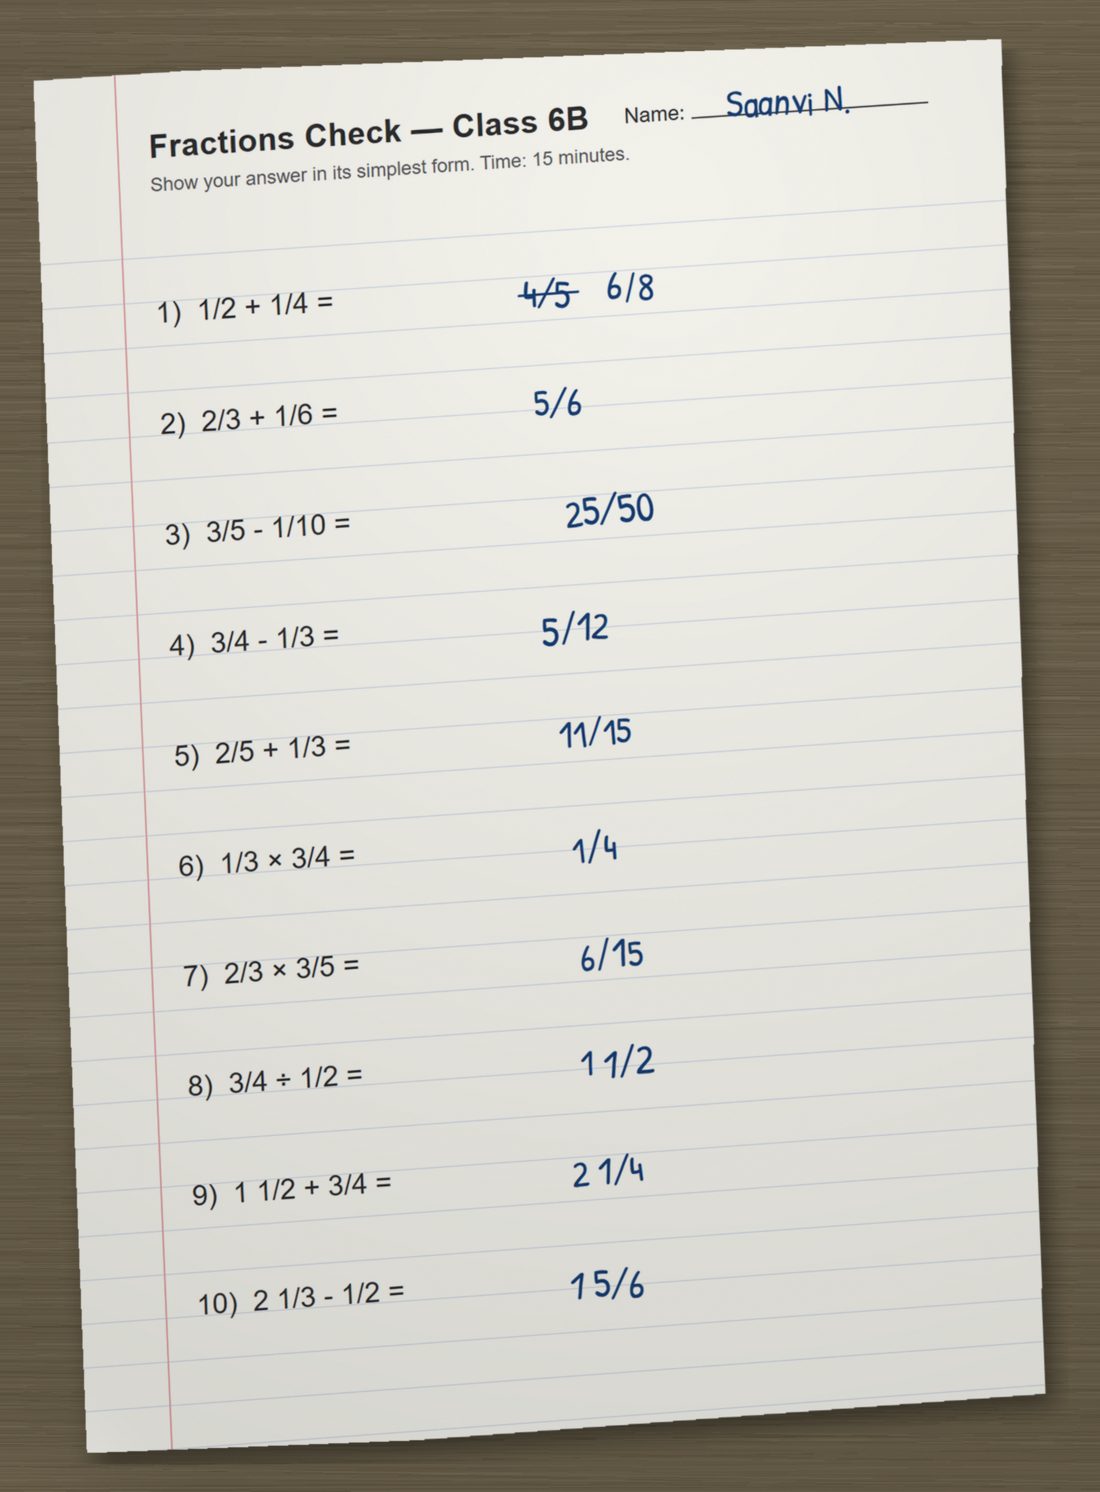 Fractions Check — Class 6B Name: Saanvi N.
Show your answer in its simplest form. Time: 15 minutes.
1) 1/2 + 1/4 = 4/5 6/8
2) 2/3 + 1/6 = 5/6
3) 3/5 - 1/10 = 25/50
4) 3/4 - 1/3 = 5/12
5) 2/5 + 1/3 = 11/15
6) 1/3 × 3/4 = 1/4
7) 2/3 × 3/5 = 6/15
8) 3/4 ÷ 1/2 = 1 1/2
9) 1 1/2 + 3/4 = 2 1/4
10) 2 1/3 - 1/2 = 1 5/6